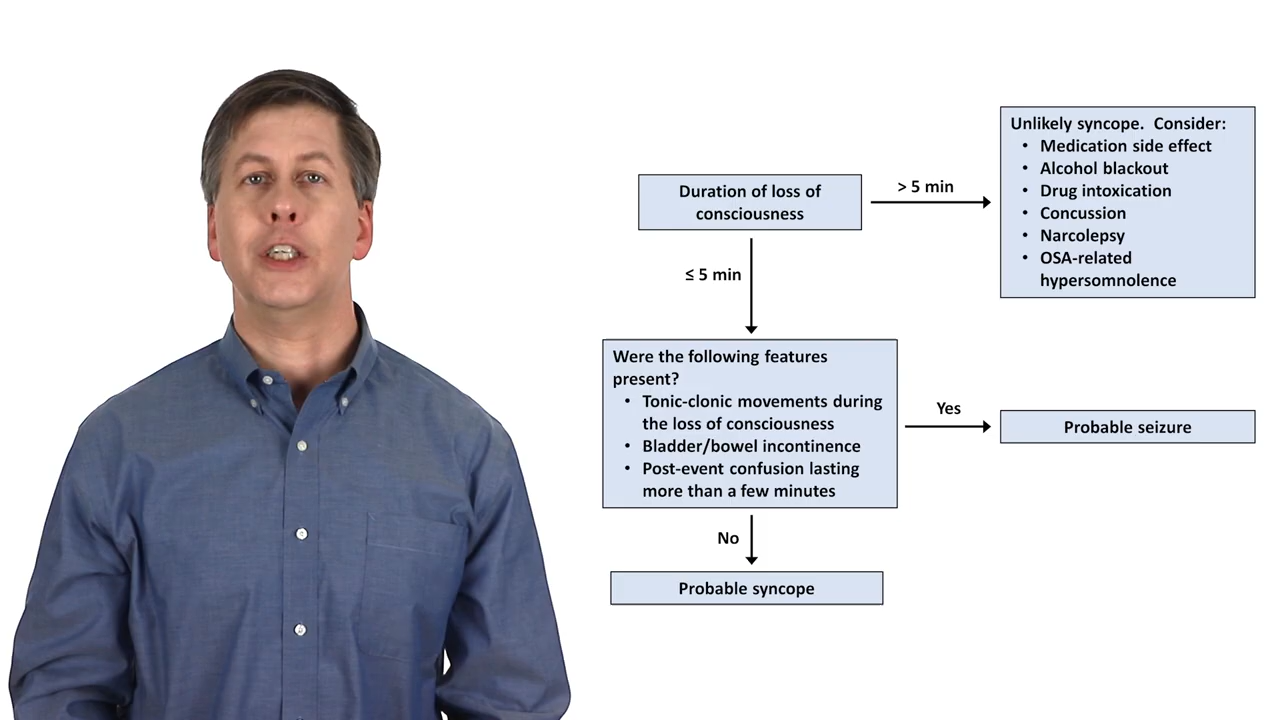 Duration of loss of
consciousness
> 5 min
Unlikely syncope.  Consider:
• Medication side effect
• Alcohol blackout
• Drug intoxication
• Concussion
• Narcolepsy
• OSA-related
hypersomnolence
≤ 5 min
Were the following features
present?
• Tonic-clonic movements during
the loss of consciousness
• Bladder/bowel incontinence
• Post-event confusion lasting
more than a few minutes
Yes
Probable seizure
No
Probable syncope